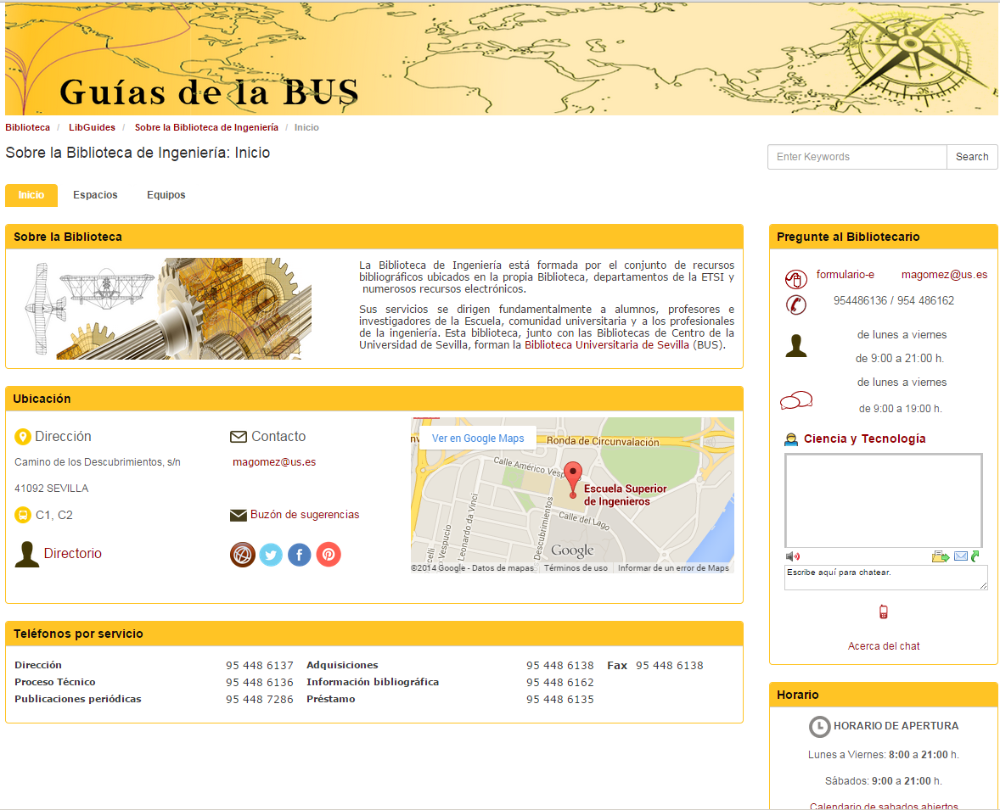 Guías de la BUS
Biblioteca / LibGuides / Sobre la Biblioteca de Ingeniería / Inicio
Sobre la Biblioteca de Ingeniería: Inicio
Enter Keywords Search
Inicio Espacios Equipos
Sobre la Biblioteca
La Biblioteca de Ingeniería está formada por el conjunto de recursos
bibliográficos ubicados en la propia Biblioteca, departamentos de la ETSI y
numerosos recursos electrónicos.
Sus servicios se dirigen fundamentalmente a alumnos, profesores e
investigadores de la Escuela, comunidad universitaria y a los profesionales
de la ingeniería. Esta biblioteca, junto con las Bibliotecas de Centro de la
Universidad de Sevilla, forman la Biblioteca Universitaria de Sevilla (BUS).
Ubicación
Dirección
Camino de los Descubrimientos, s/n
41092 SEVILLA
C1, C2
Directorio
Contacto
magomez@us.es
Buzón de sugerencias
Ver en Google Maps
Ronda de Circunvalación
Calle Américo Vesp
Escuela Superior
de Ingenieros
Calle del Lago
Leonardo da Vinci
Descubrimientos
Vespucio
Google
©2014 Google - Datos de mapas Términos de uso Informar de un error de Maps
Teléfonos por servicio
Dirección 95 448 6137 Adquisiciones 95 448 6138 Fax 95 448 6138
Proceso Técnico 95 448 6136 Información bibliográfica 95 448 6162
Publicaciones periódicas 95 448 7286 Préstamo 95 448 6135
Pregunte al Bibliotecario
formulario-e magomez@us.es
954486136 / 954 486162
de lunes a viernes
de 9:00 a 21:00 h.
de lunes a viernes
de 9:00 a 19:00 h.
Ciencia y Tecnología
Escribe aquí para chatear.
Acerca del chat
Horario
HORARIO DE APERTURA
Lunes a Viernes: 8:00 a 21:00 h.
Sábados: 9:00 a 21:00 h.
Calendario de sabados abiertos